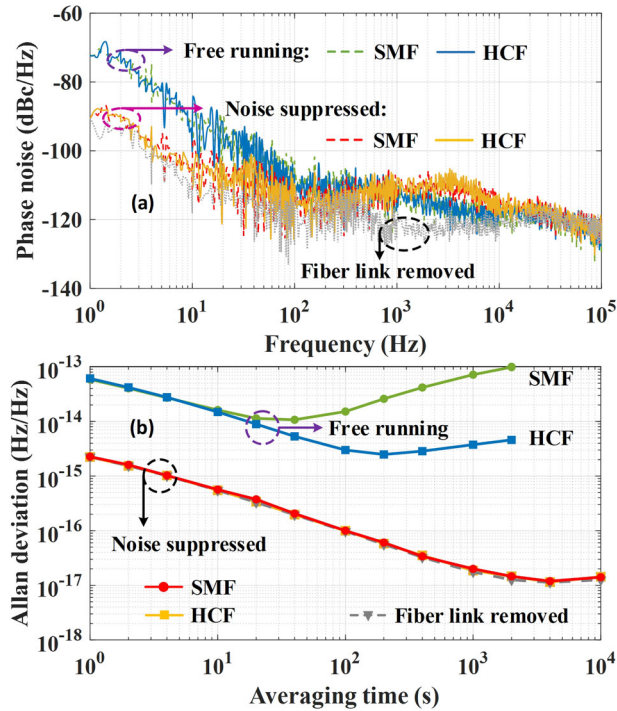 -60
Free running: SMF HCF
-80
Noise suppressed:
SMF HCF
-100
(a)
-120
Fiber link removed
-140
10^0 10^1 10^2 10^3 10^4 10^5
Frequency (Hz)
Phase noise (dBc/Hz)
10^-13
SMF
(b)
10^-14
Free running
HCF
10^-15
Noise suppressed
10^-16
10^-17
SMF
HCF Fiber link removed
10^-18
10^0 10^1 10^2 10^3 10^4
Averaging time (s)
Allan deviation (Hz/Hz)